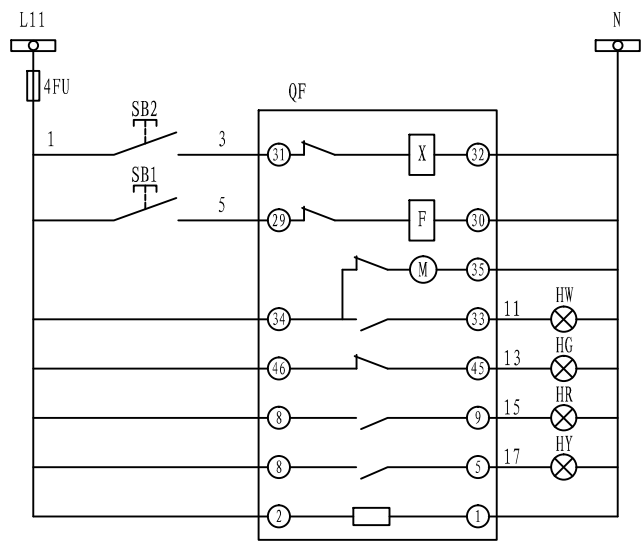 L11 N
4FU QF
SB2
1 3 31 X 32
SB1
5 29 F 30
M 35
HW
34 33 11
HG
46 45 13
HR
8 9 15
HY
8 5 17
2 1